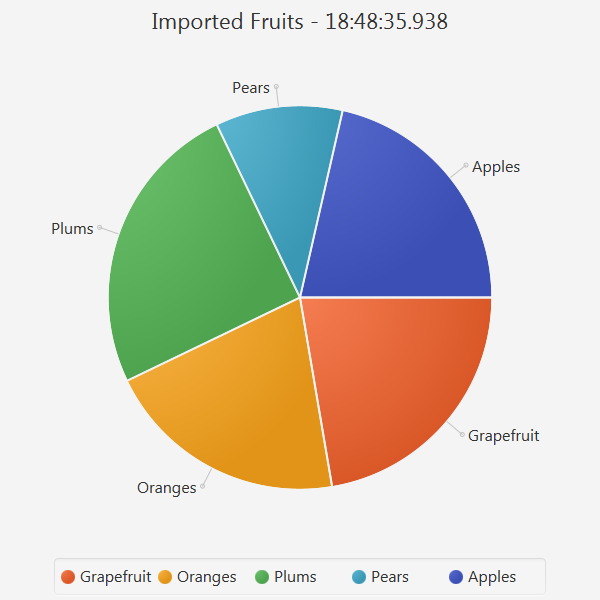 Imported Fruits - 18:48:35.938
Pears
Apples
Plums
Grapefruit
Oranges
Grapefruit Oranges Plums Pears Apples